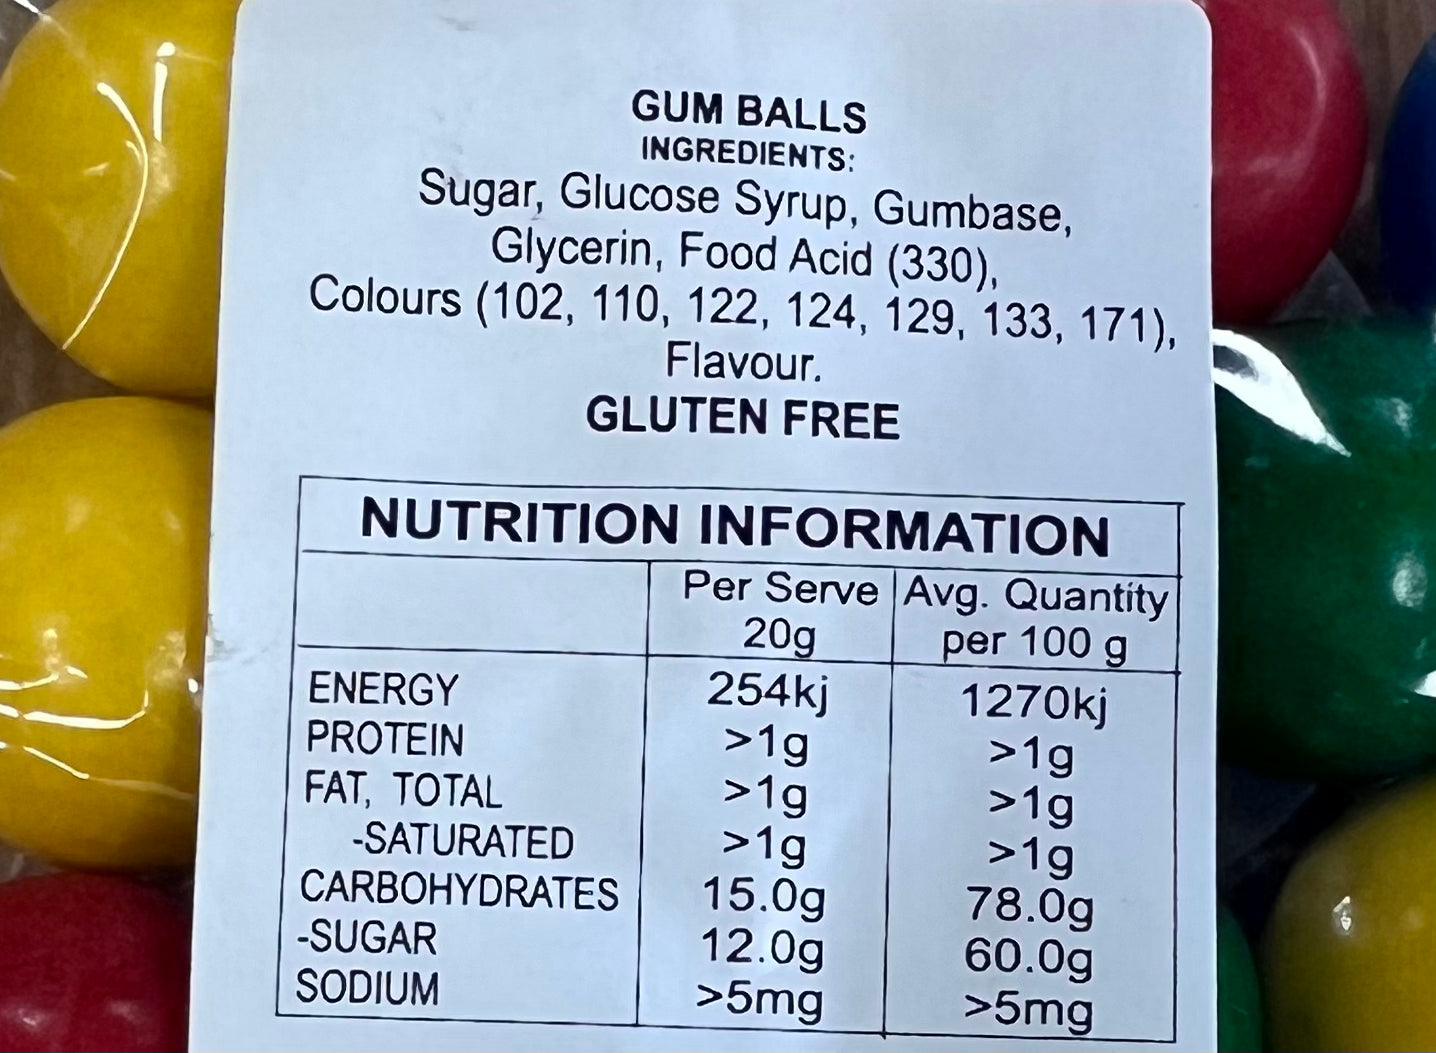 GUM BALLS
INGREDIENTS:
Sugar, Glucose Syrup, Gumbase,
Glycerin, Food Acid (330),
Colours (102, 110, 122, 124, 129, 133, 171),
Flavour.
GLUTEN FREE
NUTRITION INFORMATION
Per Serve 20g Avg. Quantity per 100 g
ENERGY 254kj 1270kj
PROTEIN >1g >1g
FAT, TOTAL >1g >1g
-SATURATED >1g >1g
CARBOHYDRATES 15.0g 78.0g
-SUGAR 12.0g 60.0g
SODIUM >5mg >5mg